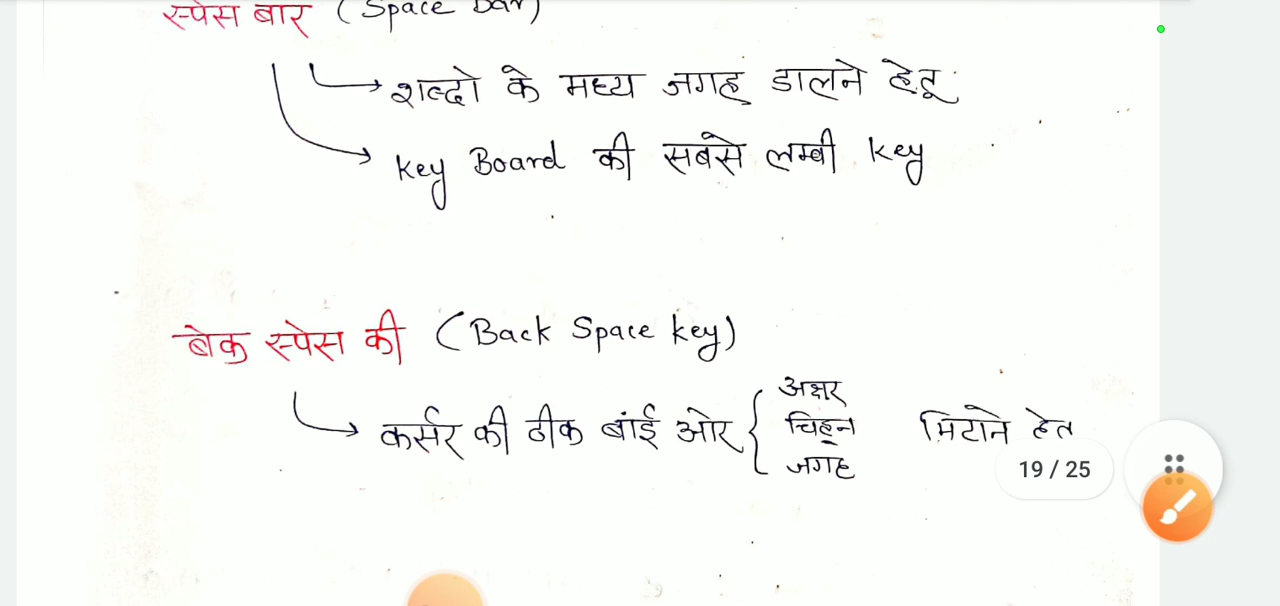 स्पेस बार (Space bar)
शब्दो के मध्य जगह डालने हेतू
key Board की सबसे लम्बी key
बेक स्पेस की (Back Space key)
कर्सर की ठीक बांई ओर { अक्षर
चिह्न मिटाने हेतु
जगह
19 / 25